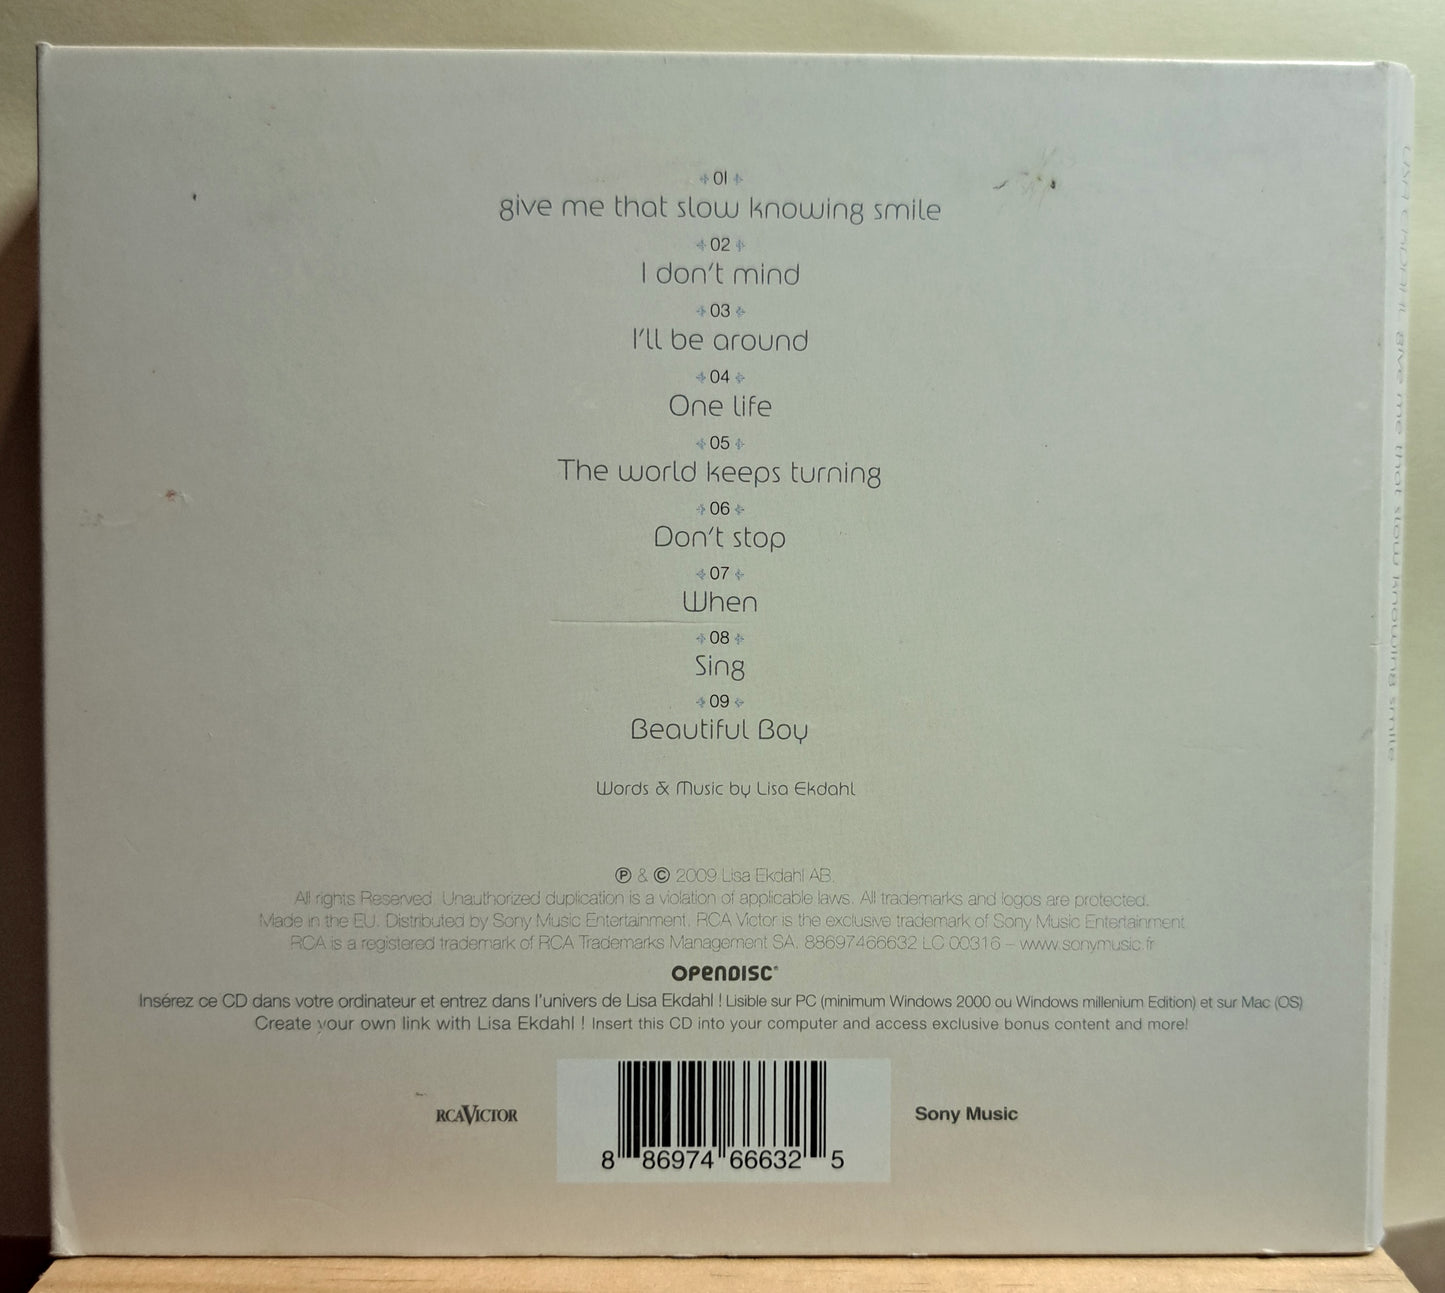 01
give me that slow knowing smile
02
I don't mind
03
I'll be around
04
One life
05
The world keeps turning
06
Don't stop
07
When
08
Sing
09
Beautiful Boy
Words & Music by Lisa Ekdahl
℗ & © 2009 Lisa Ekdahl AB.
All rights Reserved. Unauthorized duplication is a violation of applicable laws. All trademarks and logos are protected.
Made in the EU. Distributed by Sony Music Entertainment. RCA Victor is the exclusive trademark of Sony Music Entertainment.
RCA is a registered trademark of RCA Trademarks Management SA. 88697466632 LC 00316 – www.sonymusic.fr
OPENDISC®
Insérez ce CD dans votre ordinateur et entrez dans l'univers de Lisa Ekdahl ! Lisible sur PC (minimum Windows 2000 ou Windows millenium Edition) et sur Mac (OS)
Create your own link with Lisa Ekdahl ! Insert this CD into your computer and access exclusive bonus content and more!
RCA VICTOR
8 86974 66632 5
Sony Music
LISA EKDAHL give me that slow knowing smile